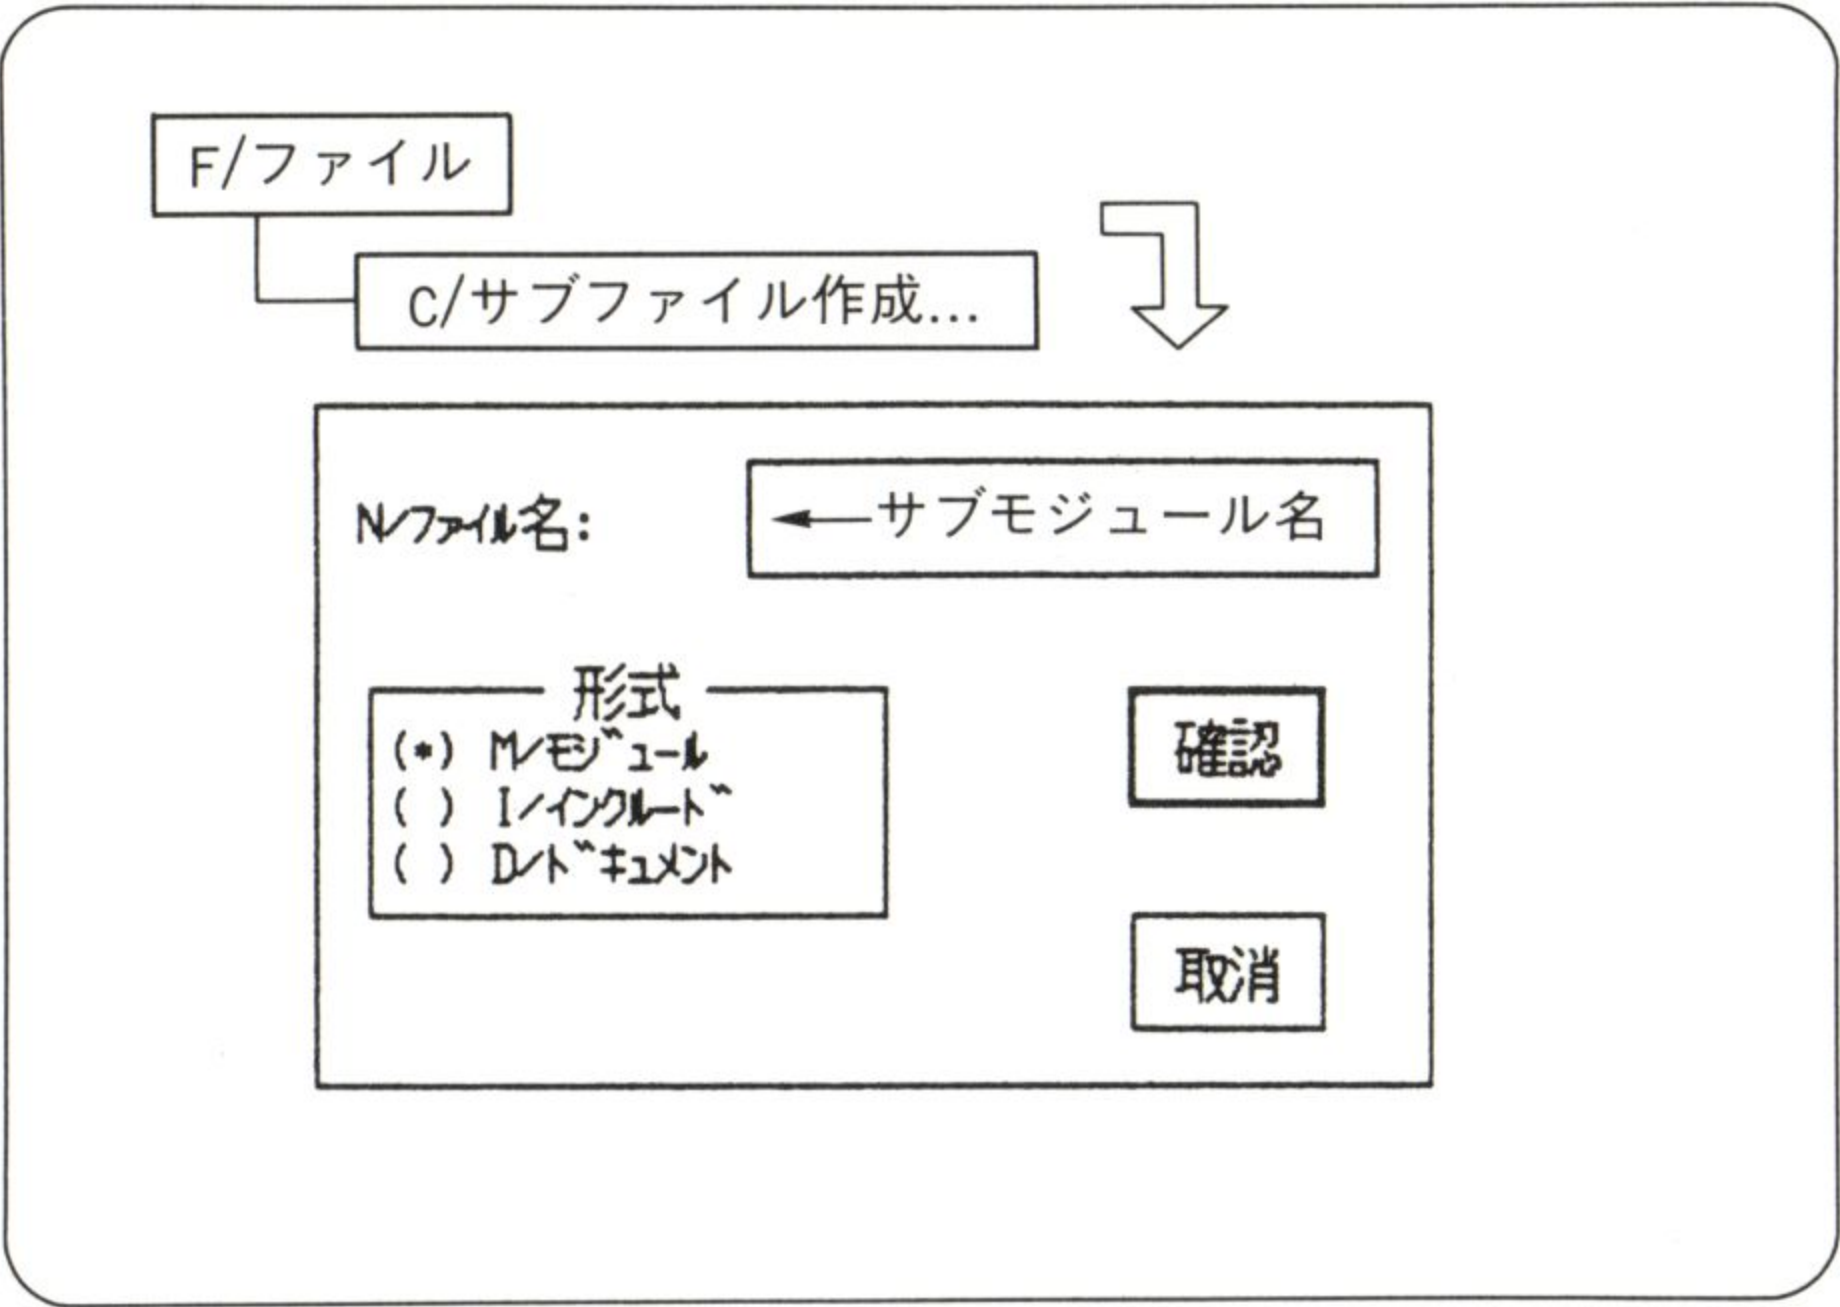 F/ファイル
C/サブファイル作成...
N/ファイル名:
←サブモジュール名
形式
(*) M/モジュール
( ) I/インクルード
( ) D/ドキュメント
確認
取消